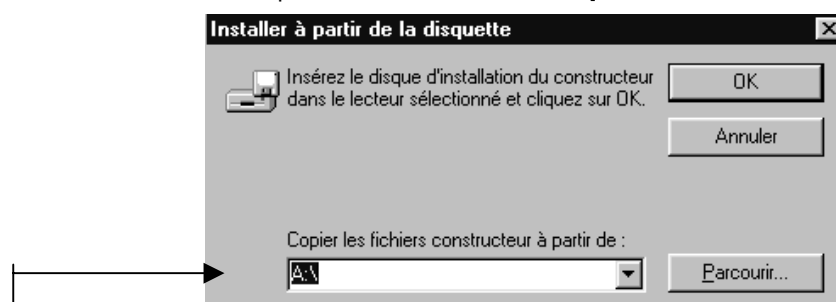 Installer à partir de la disquette
Insérez le disque d'installation du constructeur
dans le lecteur sélectionné et cliquez sur OK.
OK
Annuler
Copier les fichiers constructeur à partir de :
A:\
Parcourir...